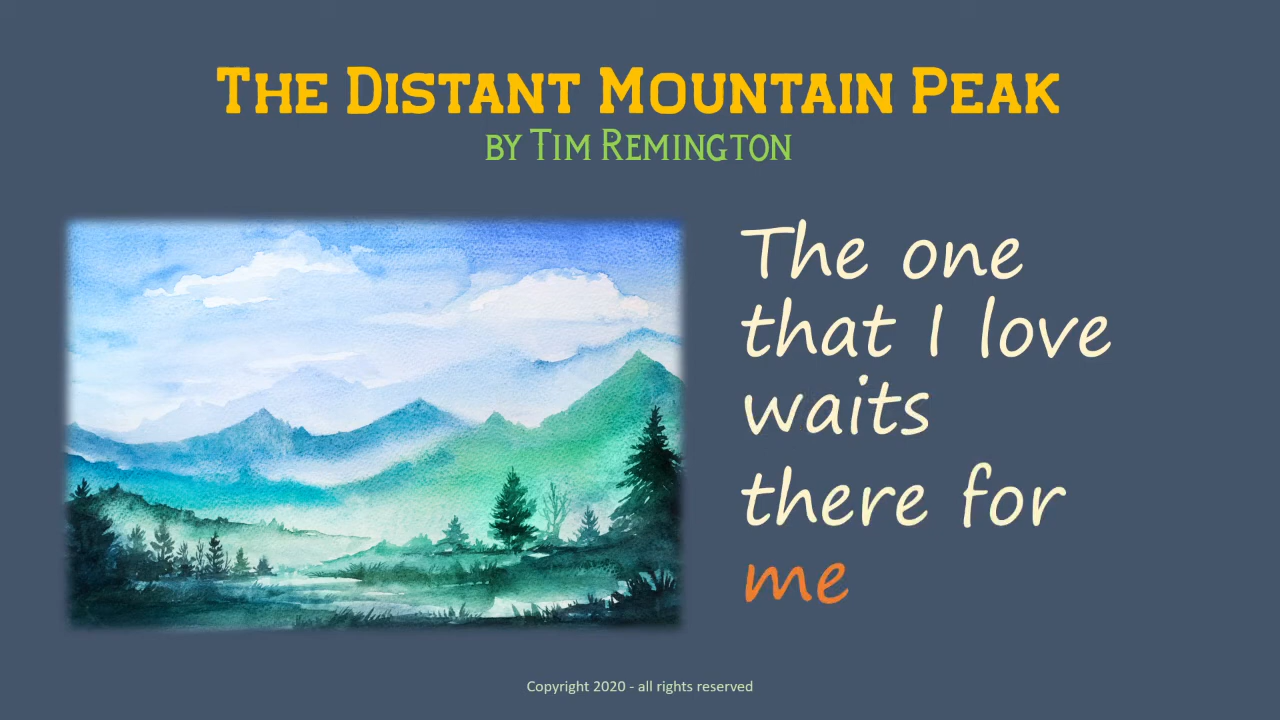 The Distant Mountain Peak
by Tim Remington
The one
that I love
waits
there for
me
Copyright 2020 - all rights reserved